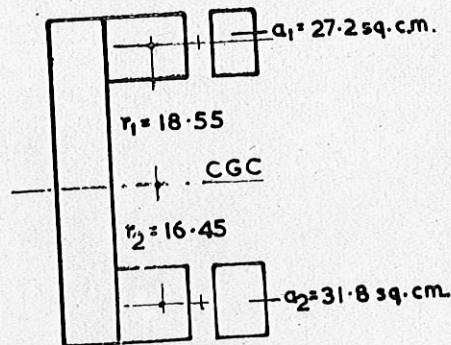 a₁ = 27·2 sq.cm.
r₁ = 18·55
CGC
r₂ = 16·45
a₂ = 31·8 sq.cm.